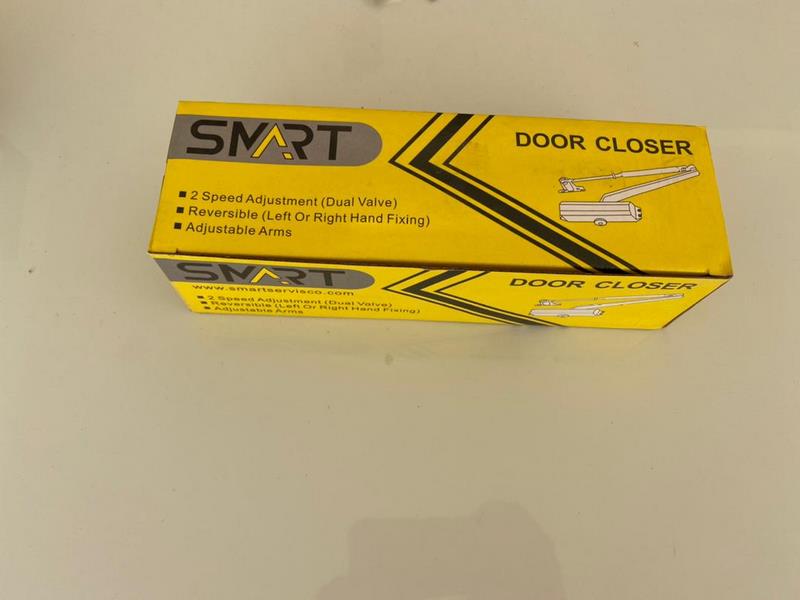 SMART
DOOR CLOSER
2 Speed Adjustment (Dual Valve)
Reversible (Left Or Right Hand Fixing)
Adjustable Arms
SMART
DOOR CLOSER
www.smartservisco.com
2 Speed Adjustment (Dual Valve)
Reversible (Left Or Right Hand Fixing)
Adjustable Arms